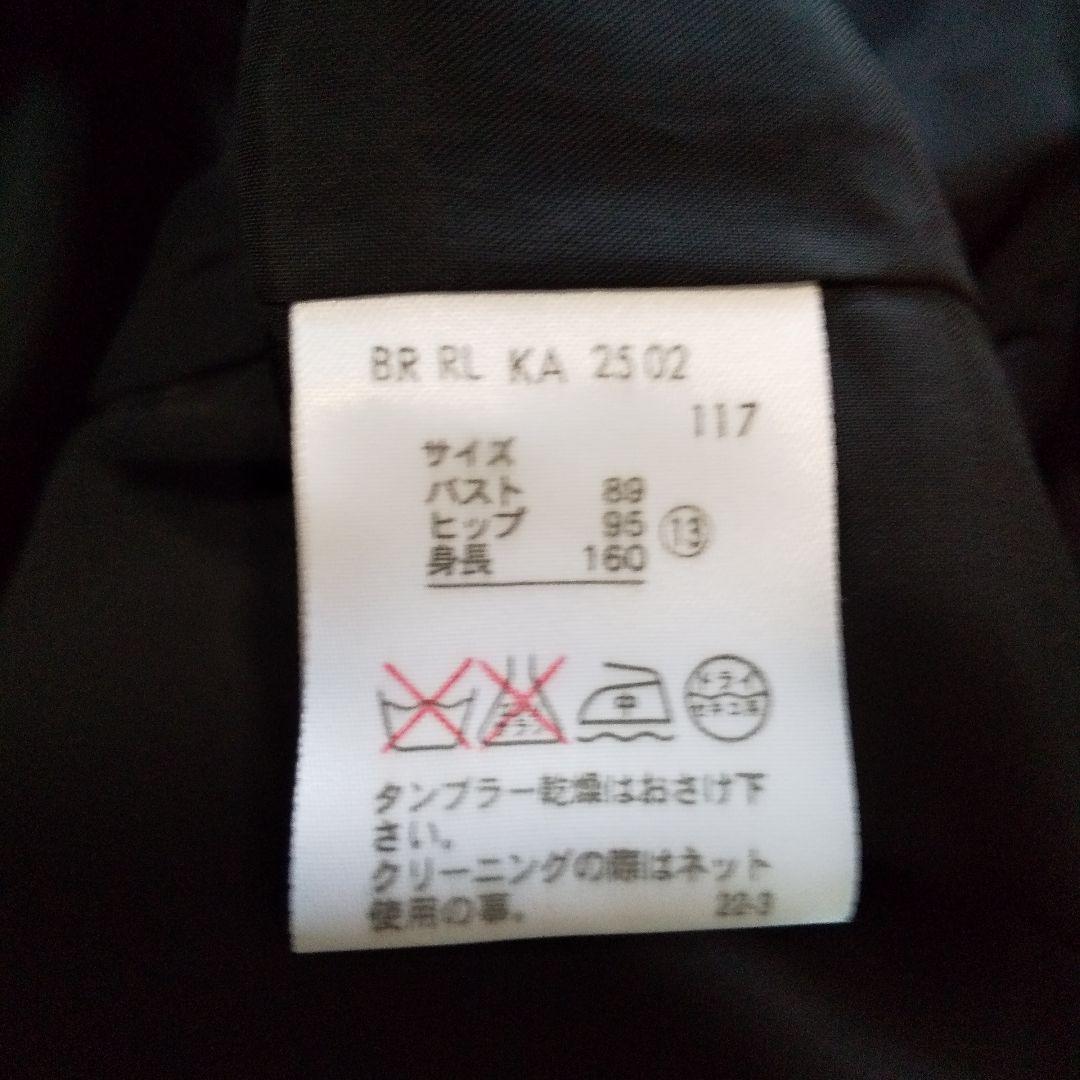 BR RL KA 2502
117
サイズ
バスト 89
ヒップ 95 ⑬
身長 160
中
ドライ
セキユ系
タンブラー乾燥はおさけ下
さい。
クリーニングの際はネット
使用の事。 22-3